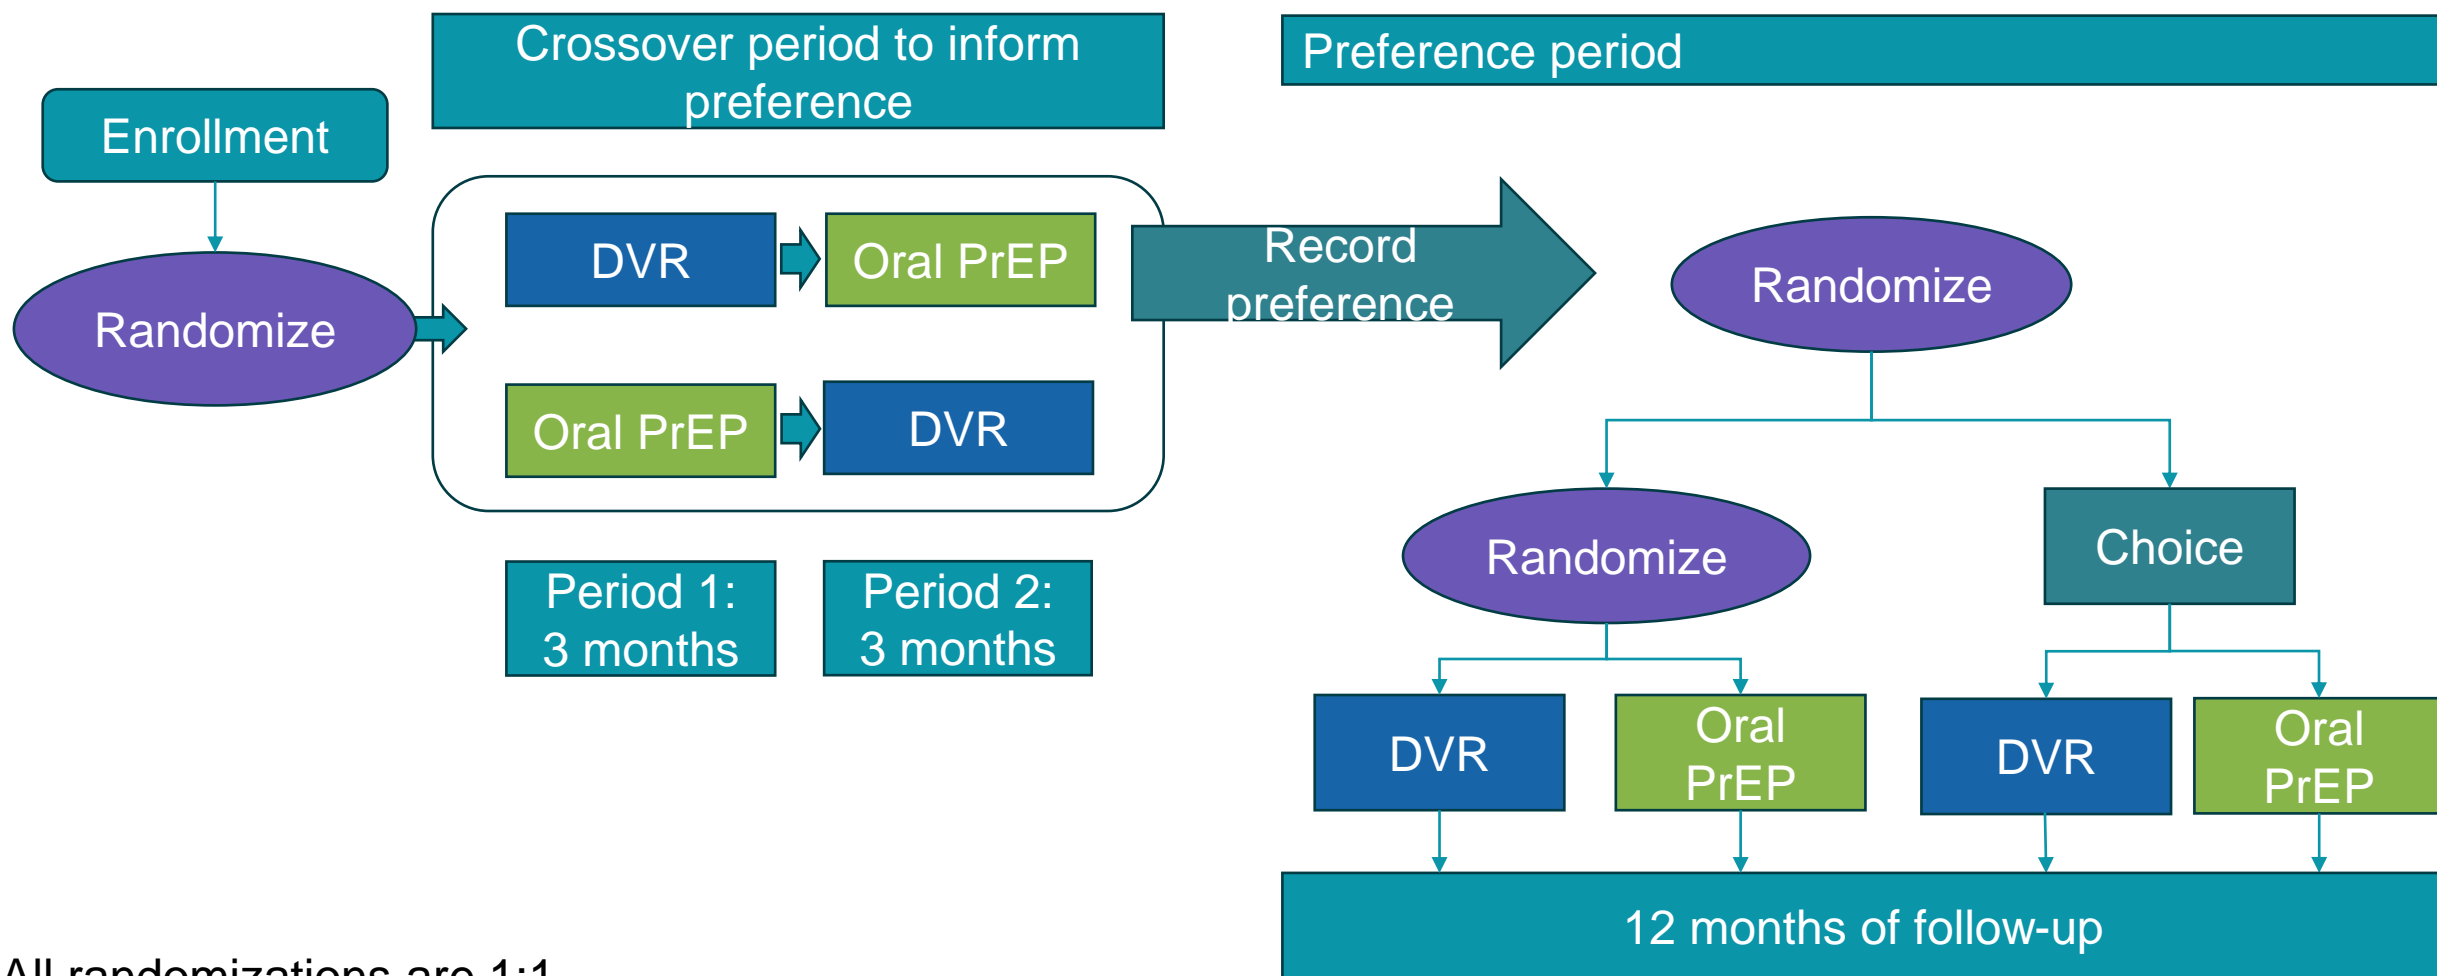 Crossover period to inform
preference
Preference period
Enrollment
Randomize
DVR
Oral PrEP
Oral PrEP
DVR
Record
preference
Randomize
Period 1:
3 months
Period 2:
3 months
Randomize
Choice
DVR
Oral
PrEP
DVR
Oral
PrEP
12 months of follow-up
All randomizations are 1:1